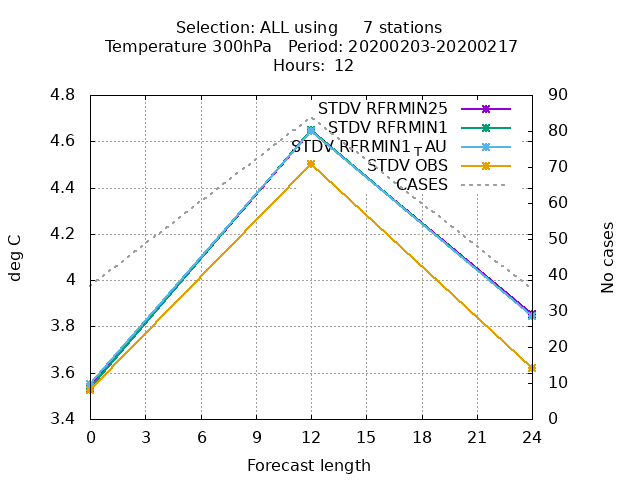 Selection: ALL using     7 stations
Temperature 300hPa   Period: 20200203-20200217
Hours:  12
4.8
4.6
4.4
4.2
4
3.8
3.6
3.4
deg C
STDV RFRMIN25
STDV RFRMIN1
STDV RFRMIN1TAU
STDV OBS
CASES
90
80
70
60
50
40
30
20
10
0
No cases
0 3 6 9 12 15 18 21 24
Forecast length